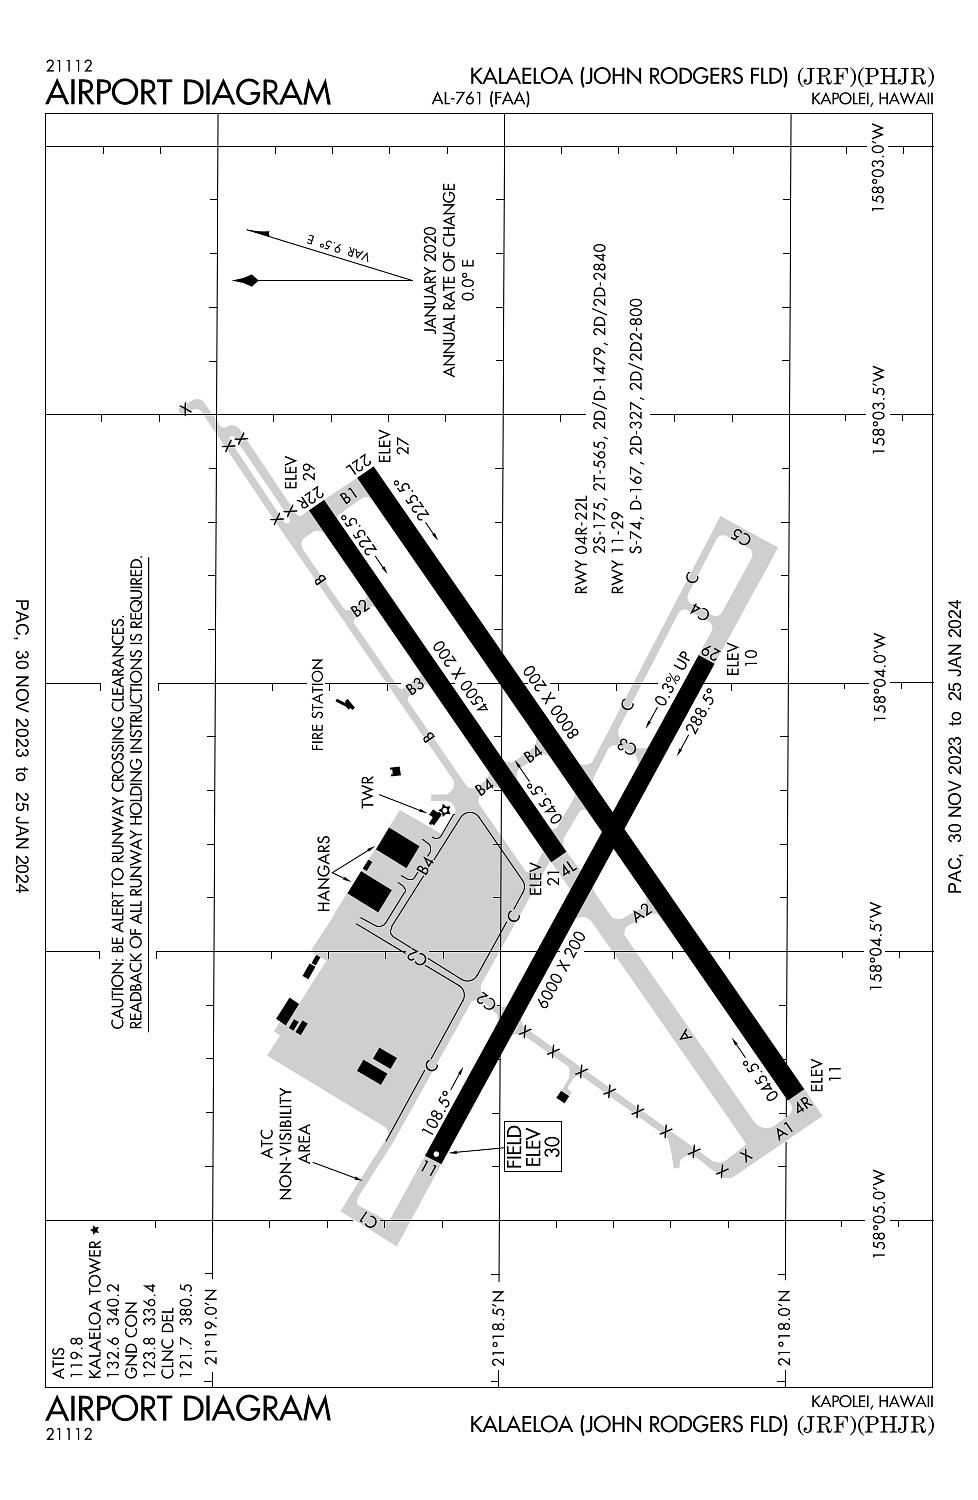 21112
AIRPORT DIAGRAM
AL-761 (FAA)
KALAELOA (JOHN RODGERS FLD) (JRF)(PHJR)
KAPOLEI, HAWAII
ATIS
119.8
KALAELOA TOWER ★
132.6 340.2
GND CON
123.8 336.4
CLNC DEL
121.7 380.5
CAUTION: BE ALERT TO RUNWAY CROSSING CLEARANCES.
READBACK OF ALL RUNWAY HOLDING INSTRUCTIONS IS REQUIRED.
VAR 9.5° E
JANUARY 2020
ANNUAL RATE OF CHANGE
0.0° E
RWY 04R-22L
2S-175, 2T-565, 2D/D-1479, 2D/2D-2840
RWY 11-29
S-74, D-167, 2D-327, 2D/2D2-800
158°03.0'W
158°03.5'W
158°04.0'W
158°04.5'W
158°05.0'W
21°19.0'N
21°18.5'N
21°18.0'N
X
X X
X X
ELEV
29
22R
ELEV
27
22L
B1
225.5°
225.5°
B
B2
B3
B
B4
B4
B4
4500 X 200
8000 X 200
FIRE STATION
TWR
HANGARS
045.5°
ELEV
21
4L
C5
C
C4
29
ELEV
10
0.3% UP
288.5°
C
C3
A2
C
C2
C2
6000 X 200
A
045.5°
ELEV
11
4R
A1
X
X
X
X
X
X
X
X
X
C
108.5°
ATC
NON-VISIBILITY
AREA
11
FIELD
ELEV
30
C1
PAC, 30 NOV 2023 to 25 JAN 2024
PAC, 30 NOV 2023 to 25 JAN 2024
AIRPORT DIAGRAM
21112
KAPOLEI, HAWAII
KALAELOA (JOHN RODGERS FLD) (JRF)(PHJR)